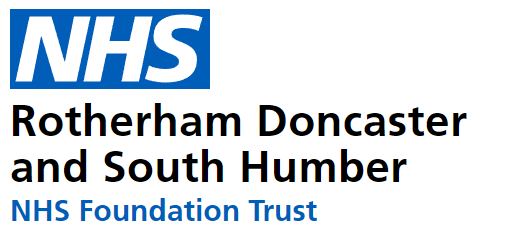 NHS
Rotherham Doncaster
and South Humber
NHS Foundation Trust